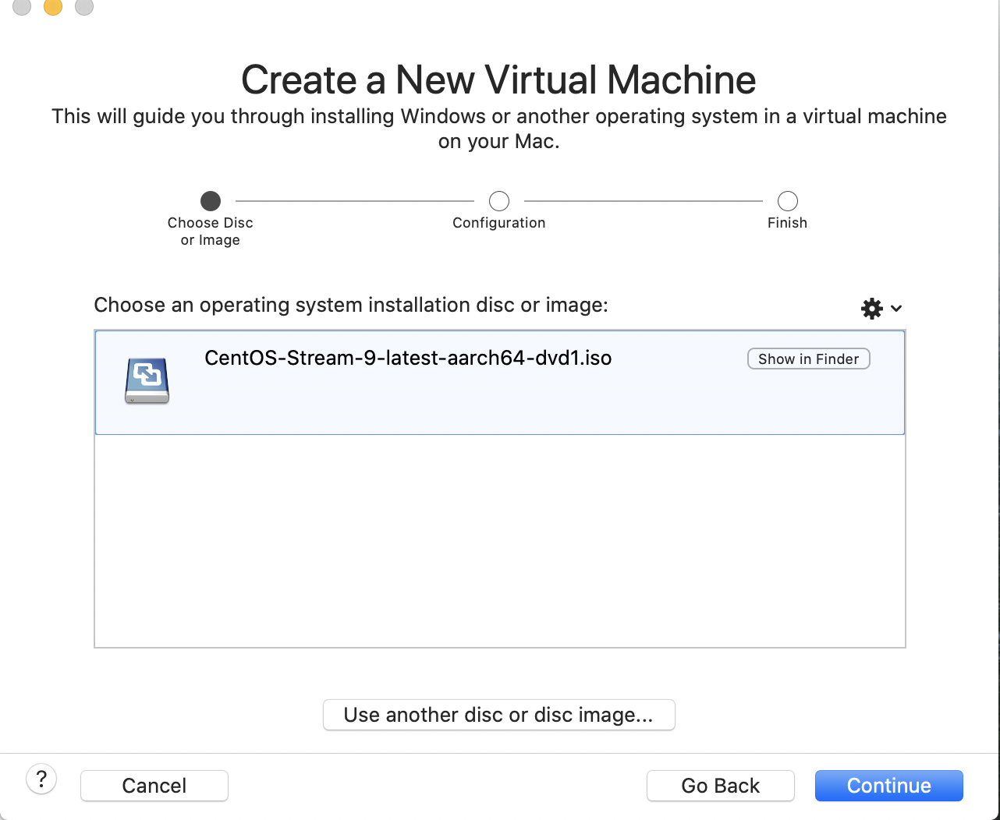 Create a New Virtual Machine
This will guide you through installing Windows or another operating system in a virtual machine
on your Mac.
Choose Disc
or Image
Configuration
Finish
Choose an operating system installation disc or image:
CentOS-Stream-9-latest-aarch64-dvd1.iso
Show in Finder
Use another disc or disc image...
?
Cancel
Go Back
Continue